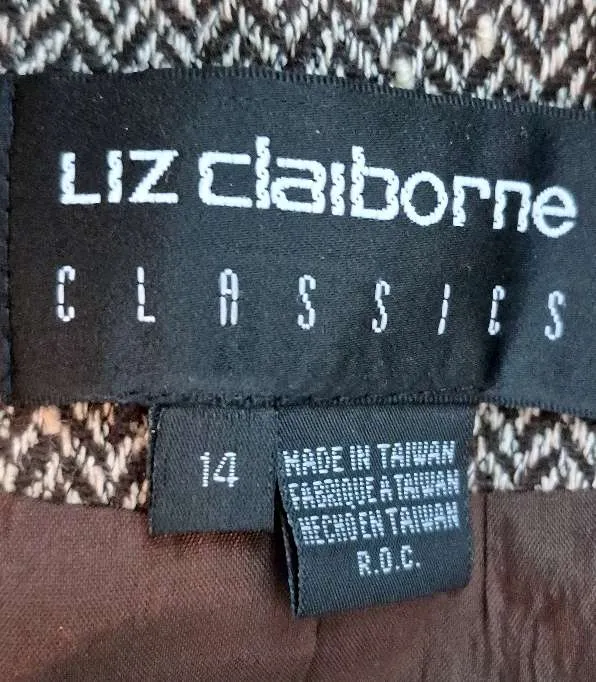 LIZ claiborne
CLASSICS
14
MADE IN TAIWAN
FABRIQUE A TAIWAN
HECHO EN TAIWAN
R.O.C.